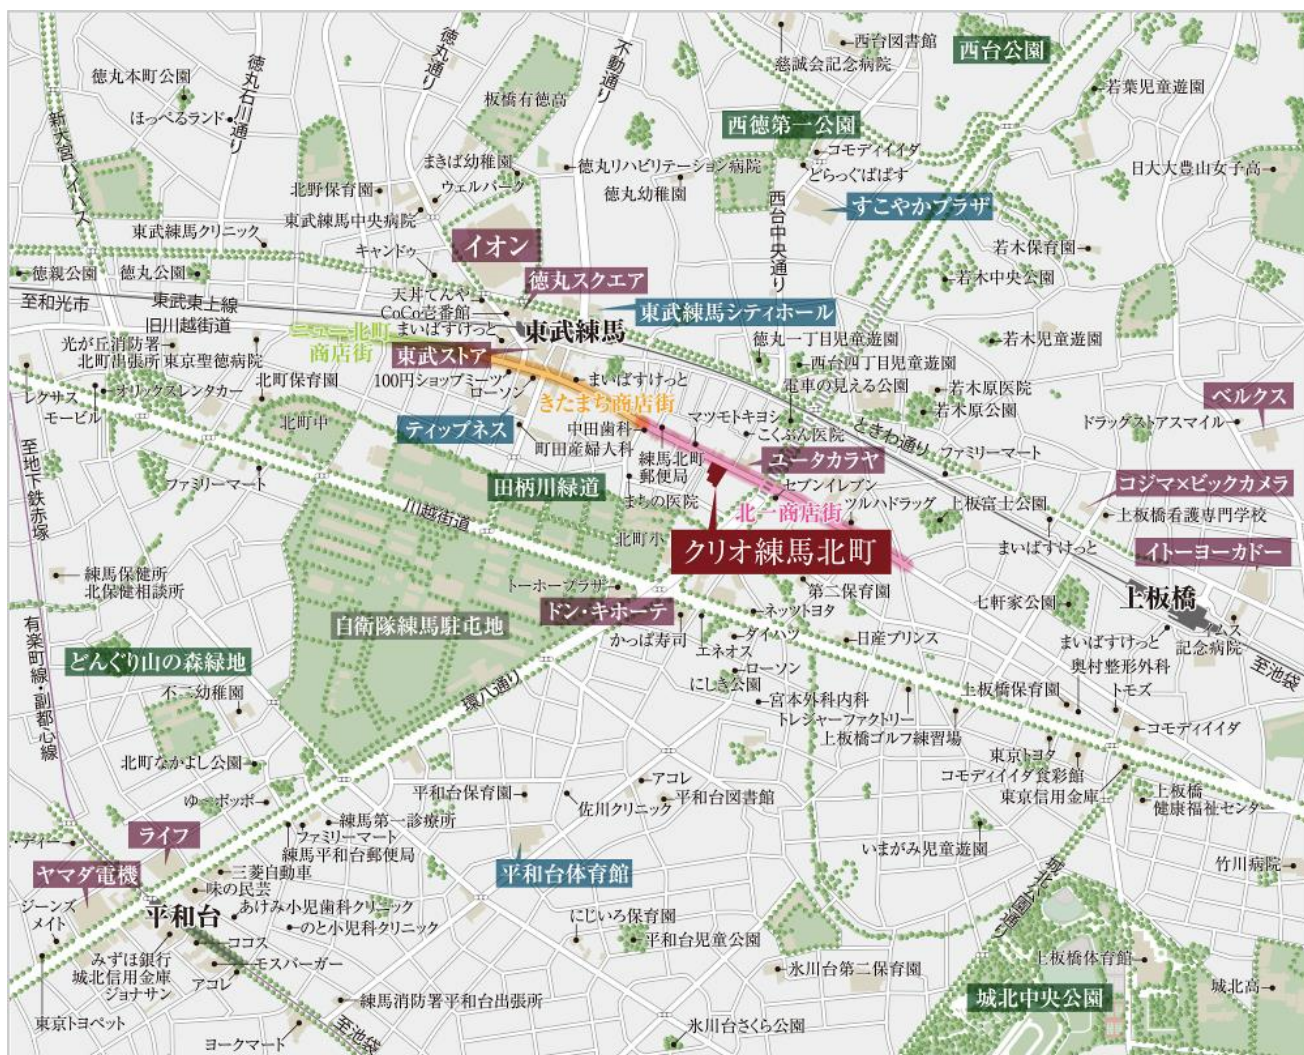 西台図書館
慈誠会記念病院
西台公園
徳丸通り
不動通り
徳丸石川通り
徳丸本町公園
ほっぺるランド
新大宮バイパス
板橋有徳高
若葉児童遊園
西徳第一公園
コモディイイダ
どらっぐぱぱす
日大大豊山女子高
まきば幼稚園
ウェルパーク
徳丸リハビリテーション病院
徳丸幼稚園
西台中央通り
すこやかプラザ
北野保育園
東武練馬中央病院
東武練馬クリニック
キャンドゥ
イオン
若木保育園
若木中央公園
徳親公園
徳丸公園
徳丸スクエア
至和光市
東武東上線
旧川越街道
天丼てんや
CoCo壱番館
まいばすけっと
東武練馬
東武練馬シティホール
ニュー北町
商店街
光が丘消防署
北町出張所
東京聖徳病院
東武ストア
徳丸一丁目児童遊園
西台四丁目児童遊園
電車の見える公園
若木児童遊園
レクサス
モービル
オリックスレンタカー
北町保育園
100円ショップミーツ
ローソン
まいばすけっと
きたまち商店街
若木原医院
若木原公園
ベルクス
ドラッグストアスマイル
北町中
ティップネス
中田歯科
町田産婦人科
マツモトキヨシ
こくぶん医院
ときわ通り
ファミリーマート
至地下鉄赤塚
ファミリーマート
練馬北町
郵便局
ユータカラヤ
セブンイレブン
ツルハドラッグ
コジマ×ビックカメラ
上板橋看護専門学校
田柄川緑道
まちの医院
北一商店街
上板富士公園
川越街道
北町小
クリオ練馬北町
まいばすけっと
イトーヨーカドー
練馬保健所
北保健相談所
トーホープラザ
第二保育園
七軒家公園
上板橋
自衛隊練馬駐屯地
ドン・キホーテ
かっぱ寿司
エネオス
ネッツトヨタ
ダイハツ
日産プリンス
まいばすけっと
奥村整形外科
イムス
記念病院
至池袋
有楽町線・副都心線
どんぐり山の森緑地
不二幼稚園
環八通り
ローソン
にしき公園
宮本外科内科
トレジャーファクトリー
上板橋ゴルフ練習場
上板橋保育園
トモズ
コモディイイダ
北町なかよし公園
東京トヨタ
コモディイイダ食彩館
東京信用金庫
アコレ
平和台図書館
佐川クリニック
平和台保育園
上板橋
健康福祉センター
ゆ〜ポッポ
練馬第一診療所
ファミリーマート
練馬平和台郵便局
ライフ
いまがみ児童遊園
三菱自動車
味の民芸
ヤマダ電機
平和台体育館
竹川病院
城北公園通り
ジーンズ
メイト
平和台
あけみ小児歯科クリニック
のと小児科クリニック
にじいろ保育園
平和台児童公園
ココス
モスバーガー
アコレ
みずほ銀行
城北信用金庫
ジョナサン
上板橋体育館
氷川台第二保育園
城北中央公園
城北高
東京トヨペット
練馬消防署平和台出張所
至池袋
ヨークマート
氷川台さくら公園